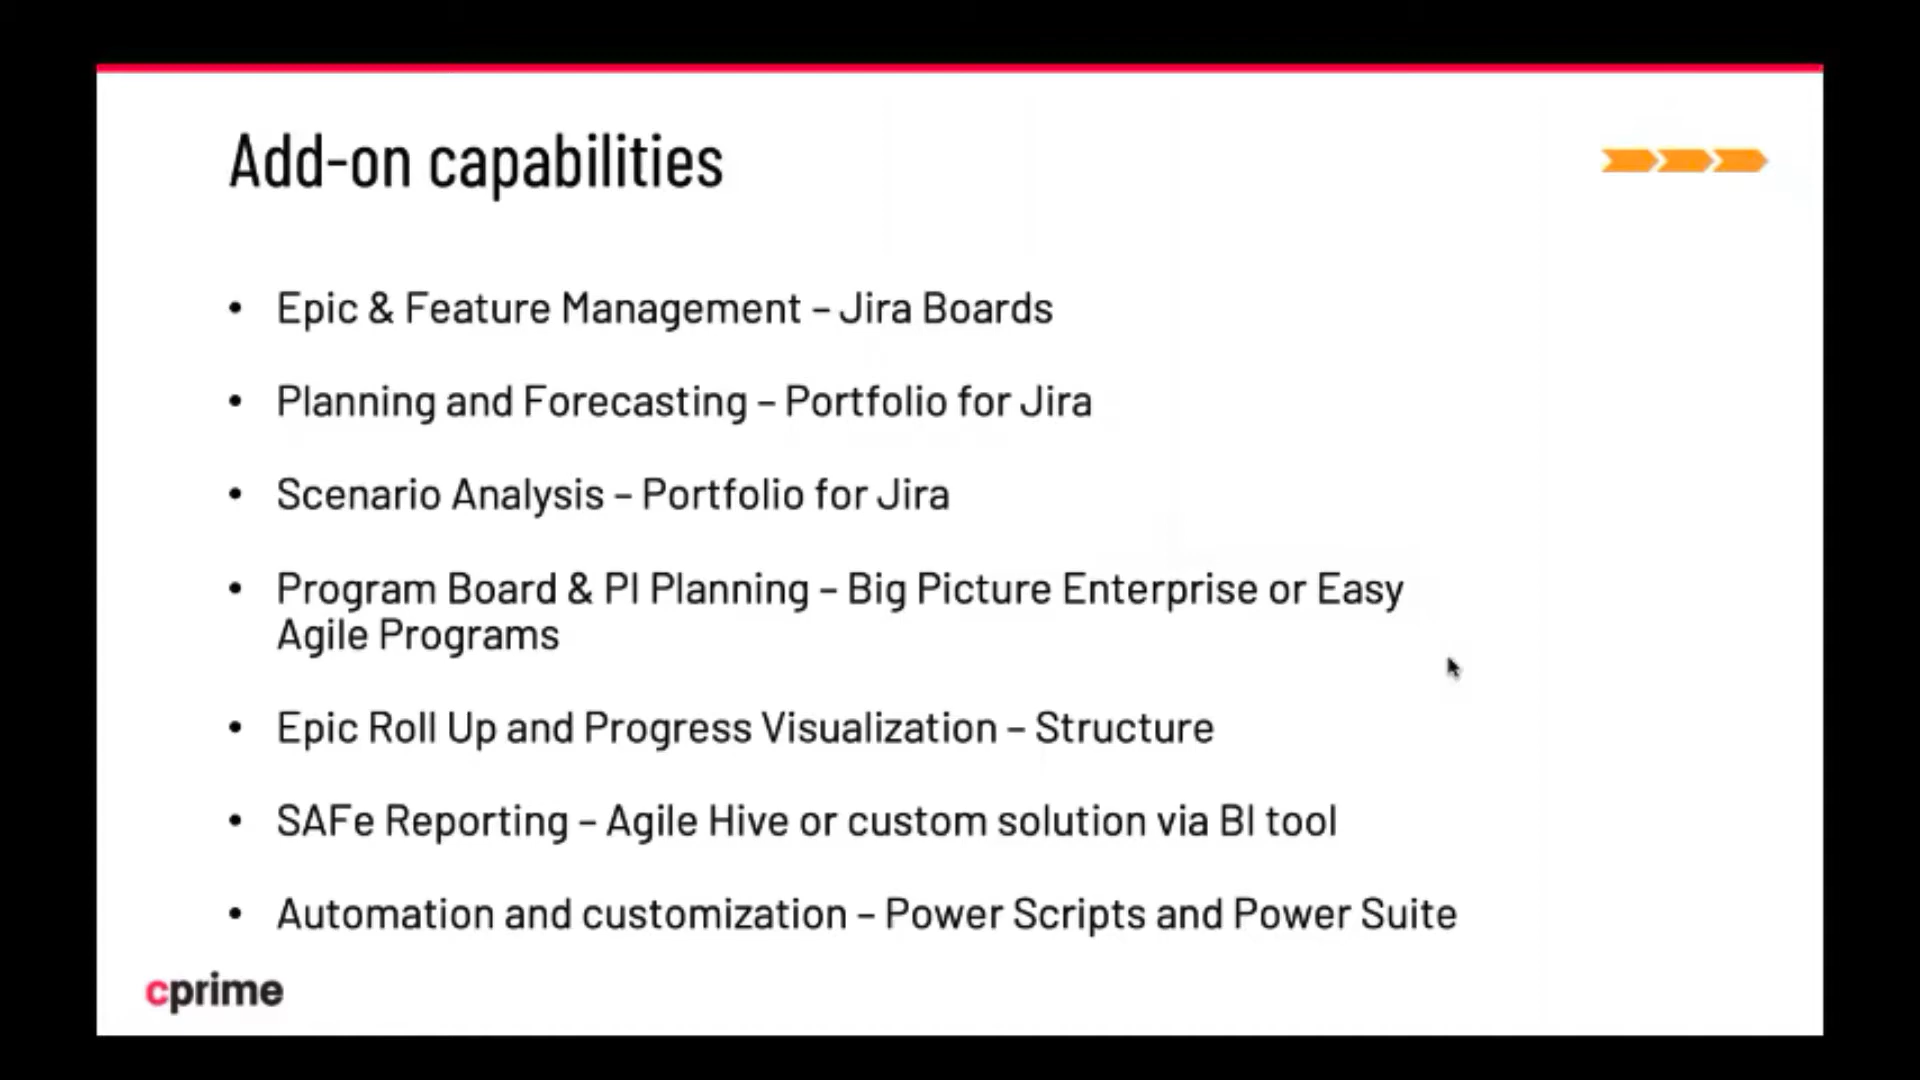 Add-on capabilities
• Epic & Feature Management – Jira Boards
• Planning and Forecasting – Portfolio for Jira
• Scenario Analysis – Portfolio for Jira
• Program Board & PI Planning – Big Picture Enterprise or Easy
Agile Programs
• Epic Roll Up and Progress Visualization – Structure
• SAFe Reporting – Agile Hive or custom solution via BI tool
• Automation and customization – Power Scripts and Power Suite
cprime